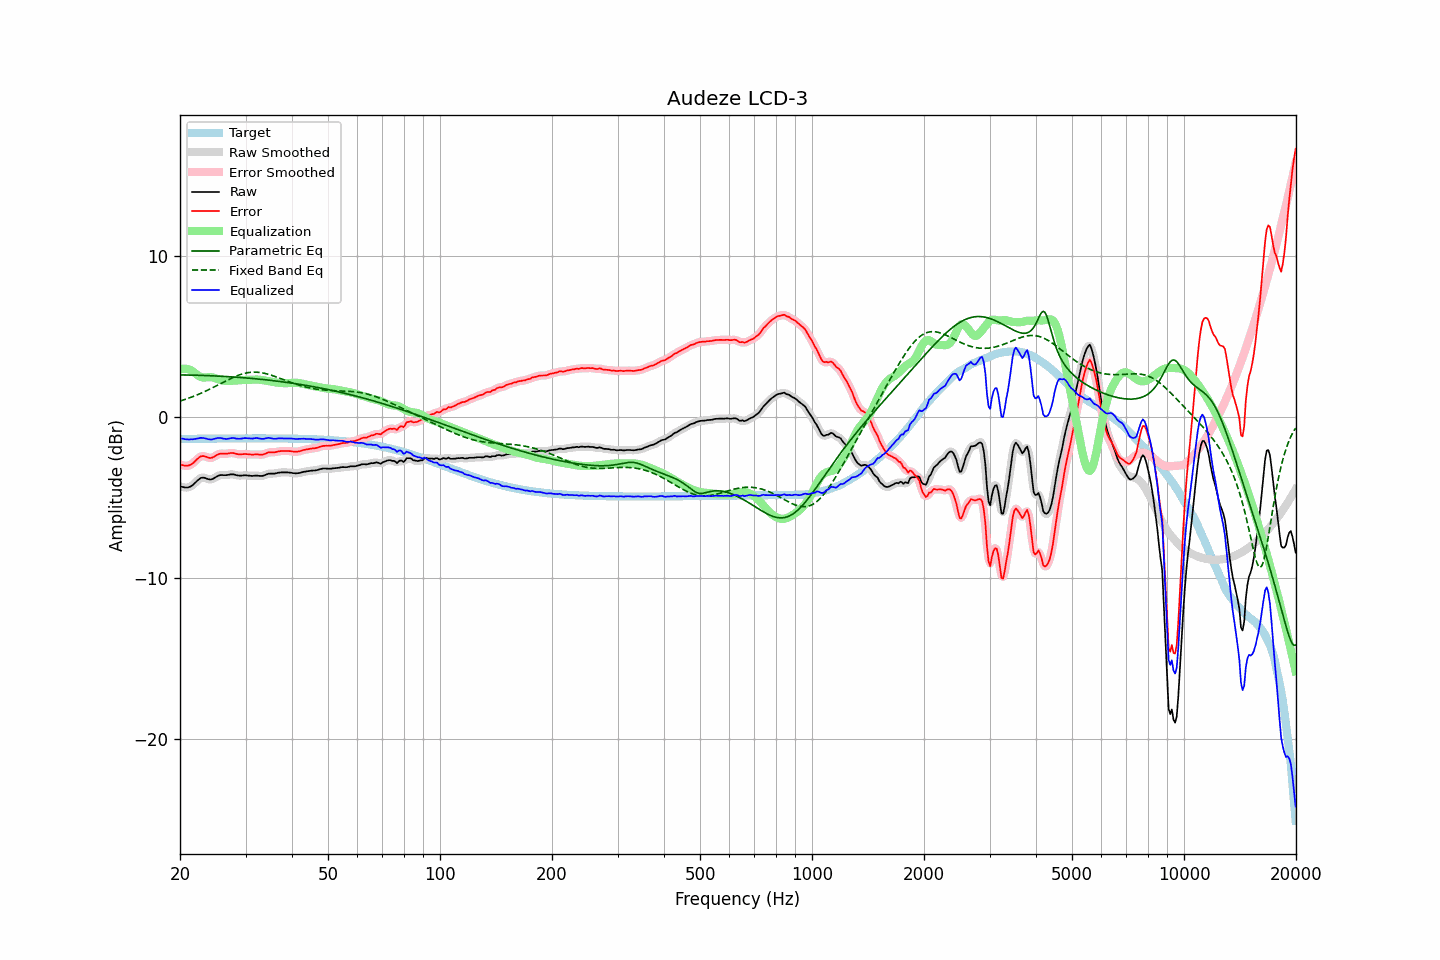 Audeze LCD-3
Target
Raw Smoothed
Error Smoothed
Raw
Error
Equalization
Parametric Eq
Fixed Band Eq
Equalized
Amplitude (dBr)
10
0
−10
−20
20 50 100 200 500 1000 2000 5000 10000 20000
Frequency (Hz)